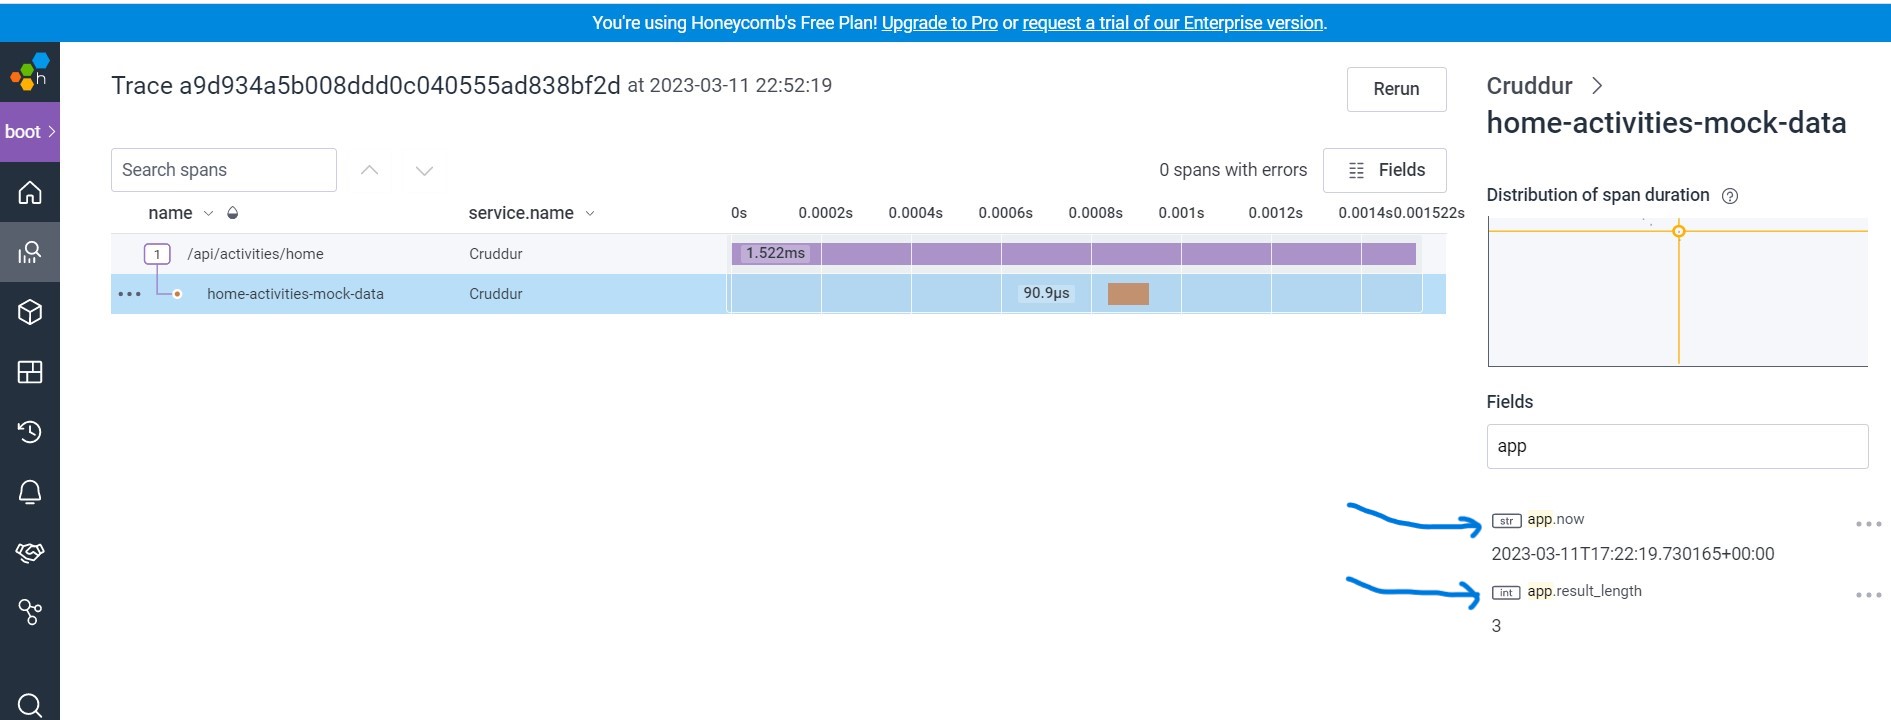 You're using Honeycomb's Free Plan! Upgrade to Pro or request a trial of our Enterprise version.
h
boot
Trace a9d934a5b008ddd0c040555ad838bf2d at 2023-03-11 22:52:19
Rerun
Search spans
0 spans with errors
Fields
name
service.name
0s 0.0002s 0.0004s 0.0006s 0.0008s 0.001s 0.0012s 0.0014s0.001522s
1 /api/activities/home Cruddur 1.522ms
home-activities-mock-data Cruddur 90.9µs
Cruddur
home-activities-mock-data
Distribution of span duration ?
Fields
app
str app.now
2023-03-11T17:22:19.730165+00:00
int app.result_length
3